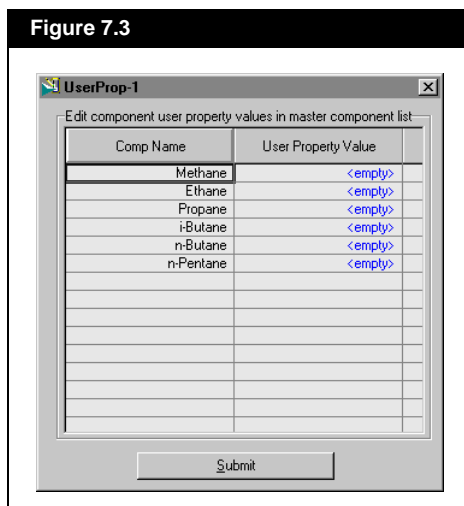 Figure 7.3
UserProp-1
Edit component user property values in master component list
Comp Name User Property Value
Methane <empty>
Ethane <empty>
Propane <empty>
i-Butane <empty>
n-Butane <empty>
n-Pentane <empty>
Submit